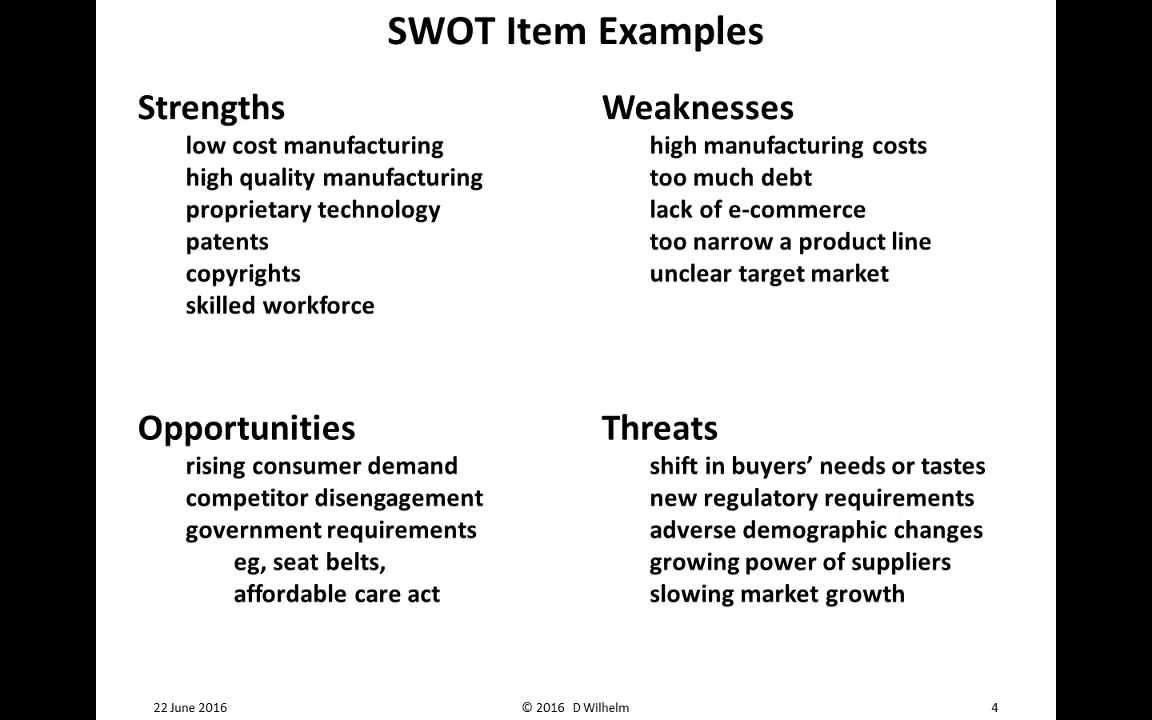 SWOT Item Examples
Strengths
low cost manufacturing
high quality manufacturing
proprietary technology
patents
copyrights
skilled workforce
Weaknesses
high manufacturing costs
too much debt
lack of e-commerce
too narrow a product line
unclear target market
Opportunities
rising consumer demand
competitor disengagement
government requirements
eg, seat belts,
affordable care act
Threats
shift in buyers’ needs or tastes
new regulatory requirements
adverse demographic changes
growing power of suppliers
slowing market growth
22 June 2016
© 2016 D Wilhelm
4